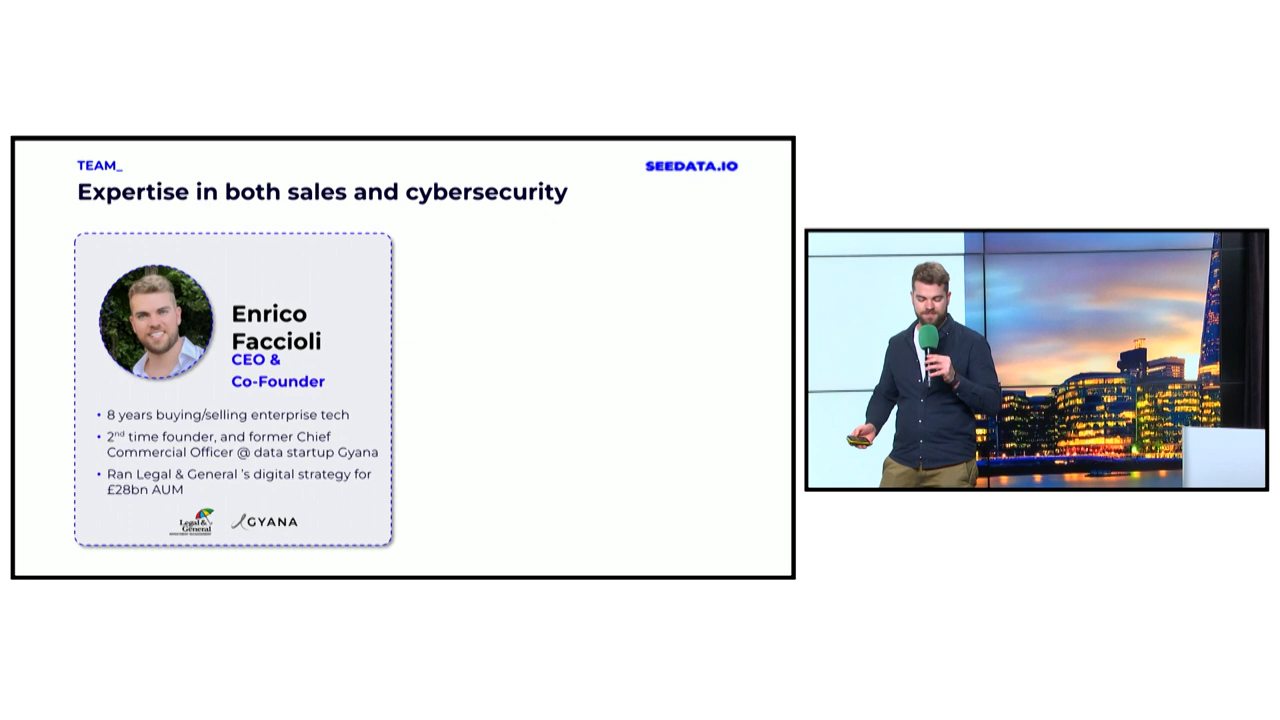 TEAM_
SEEDATA.IO
Expertise in both sales and cybersecurity
Enrico
Faccioli
CEO &
Co-Founder
• 8 years buying/selling enterprise tech
• 2nd time founder, and former Chief
Commercial Officer @ data startup Gyana
• Ran Legal & General 's digital strategy for
£28bn AUM
Legal &
General
GYANA